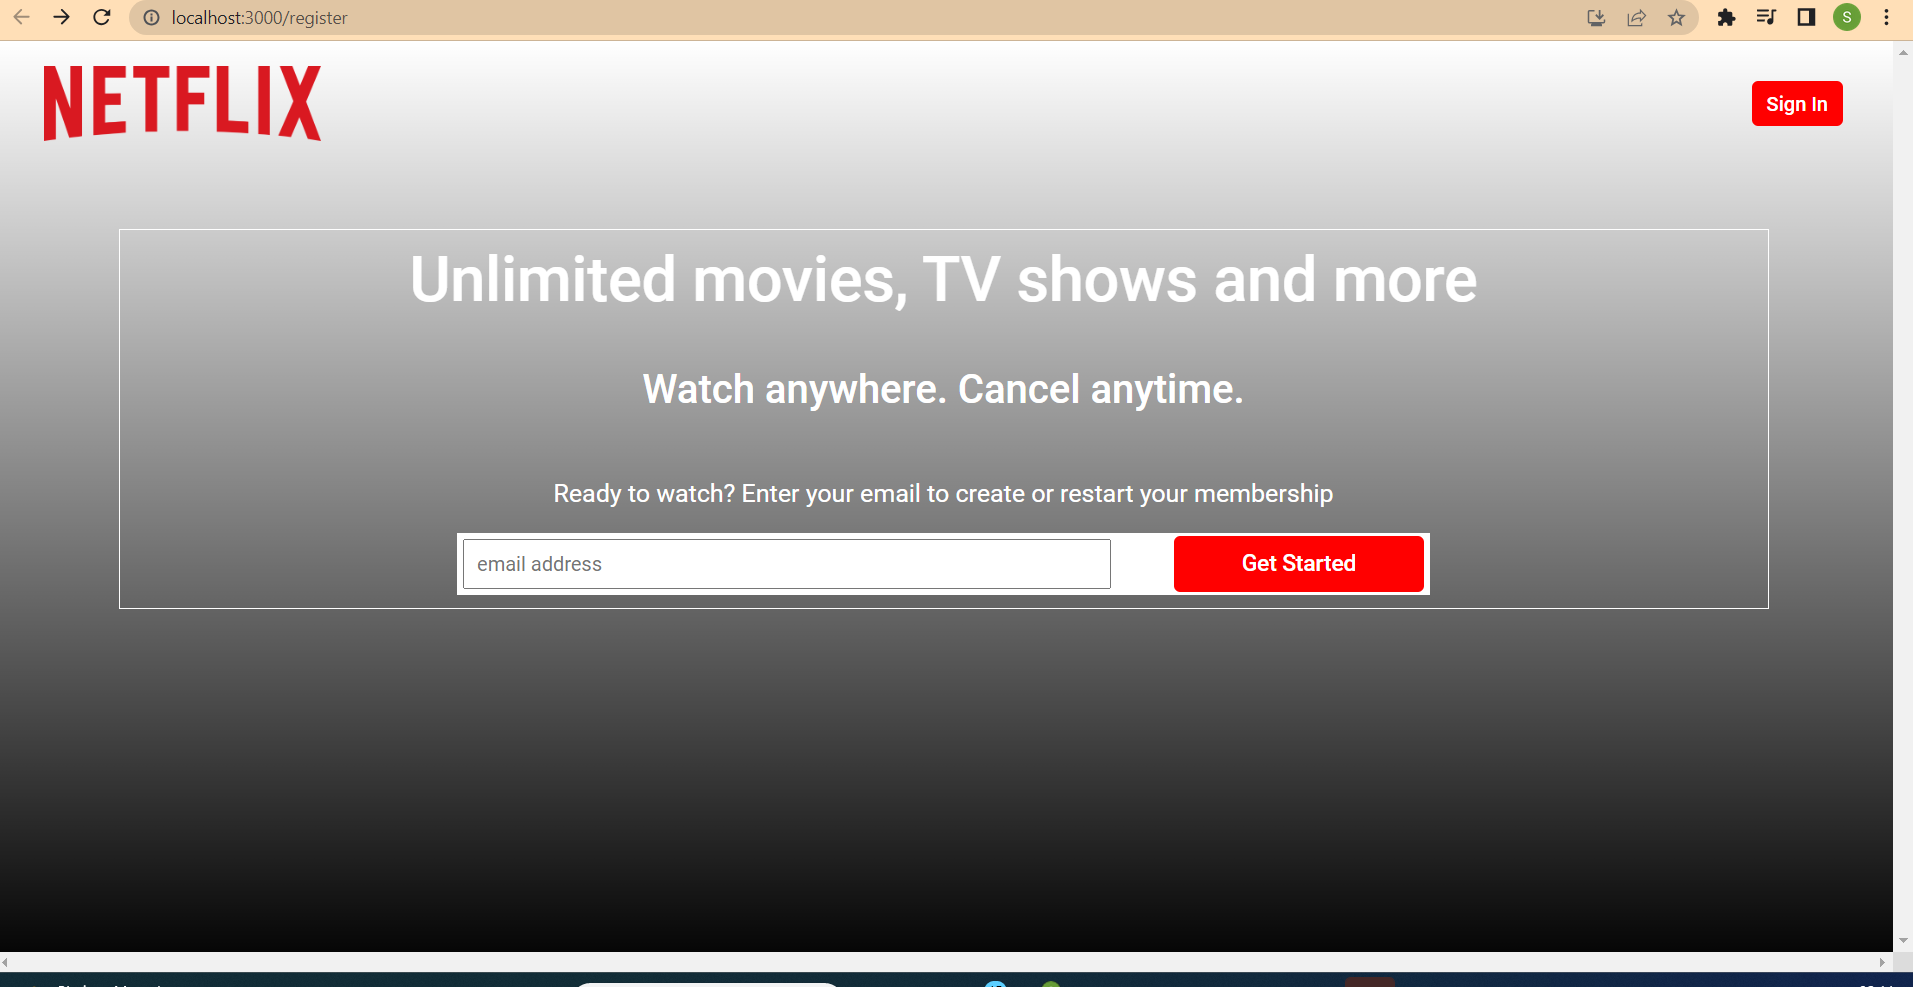 localhost:3000/register
S
NETFLIX
Sign In
Unlimited movies, TV shows and more
Watch anywhere. Cancel anytime.
Ready to watch? Enter your email to create or restart your membership
email address
Get Started